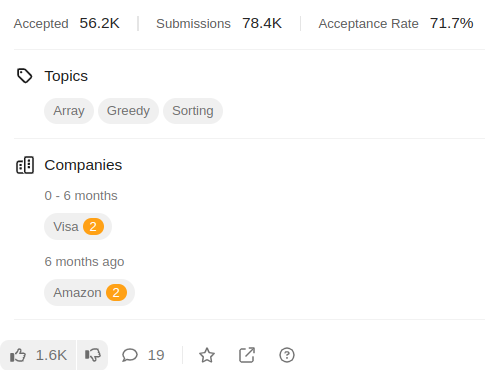 Accepted 56.2K Submissions 78.4K Acceptance Rate 71.7%
Topics
Array Greedy Sorting
Companies
0 - 6 months
Visa 2
6 months ago
Amazon 2
1.6K 19